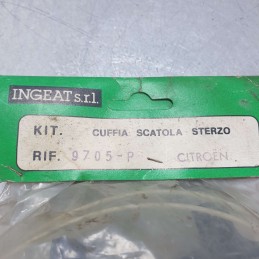 INGEAT s.r.l.
KIT. CUFFIA SCATOLA STERZO
RIF. 9705-P - CITROEN